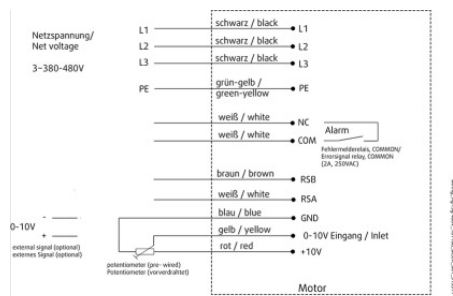 Netzspannung/
Net voltage
3~380-480V
L1 schwarz / black L1
L2 schwarz / black L2
L3 schwarz / black L3
PE grün-gelb / green-yellow PE
weiß / white NC
weiß / white COM
Alarm
Fehlermelderelais, COMMON/
Errorsignal relay, COMMON
(2A, 250VAC)
braun / brown RSB
weiß / white RSA
blau / blue GND
gelb / yellow 0-10V Eingang / Inlet
rot / red +10V
0-10V
-
+
external signal (optional)
externes Signal (optional)
potentiometer (pre- wired)
Potentiometer (vorverdrahtet)
Motor